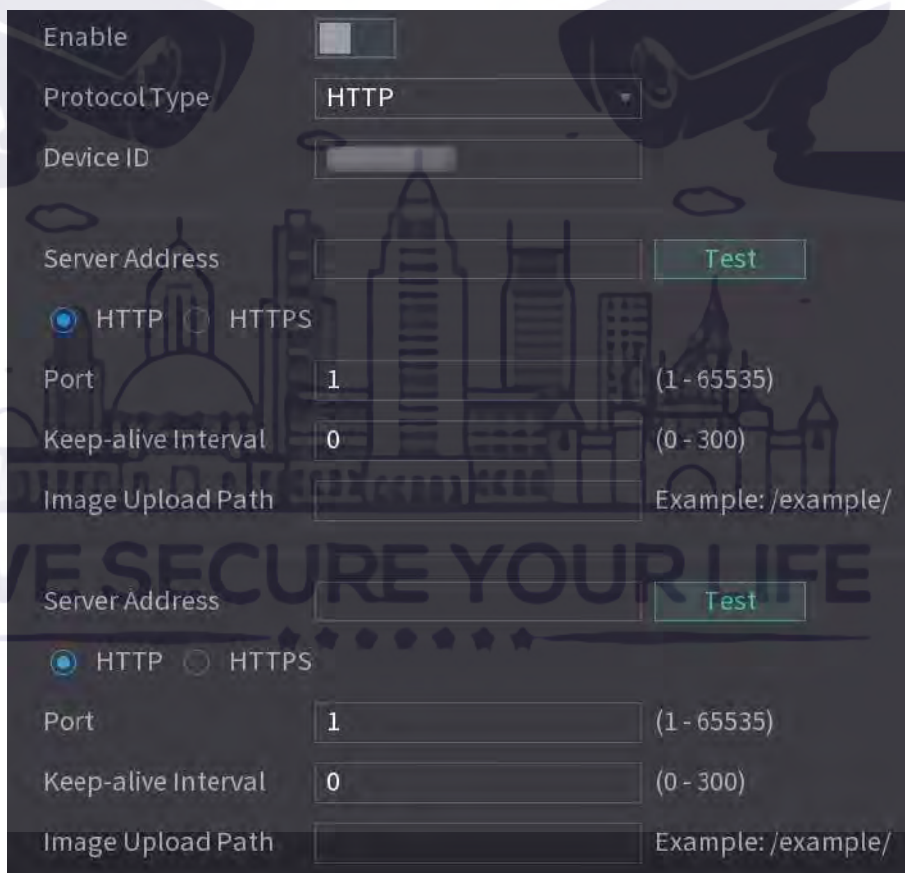 Enable
Protocol Type HTTP
Device ID
Server Address Test
HTTP HTTPS
Port 1 (1 - 65535)
Keep-alive Interval 0 (0 - 300)
Image Upload Path Example: /example/
VE SECURE YOUR LIFE
Server Address Test
HTTP HTTPS
Port 1 (1 - 65535)
Keep-alive Interval 0 (0 - 300)
Image Upload Path Example: /example/